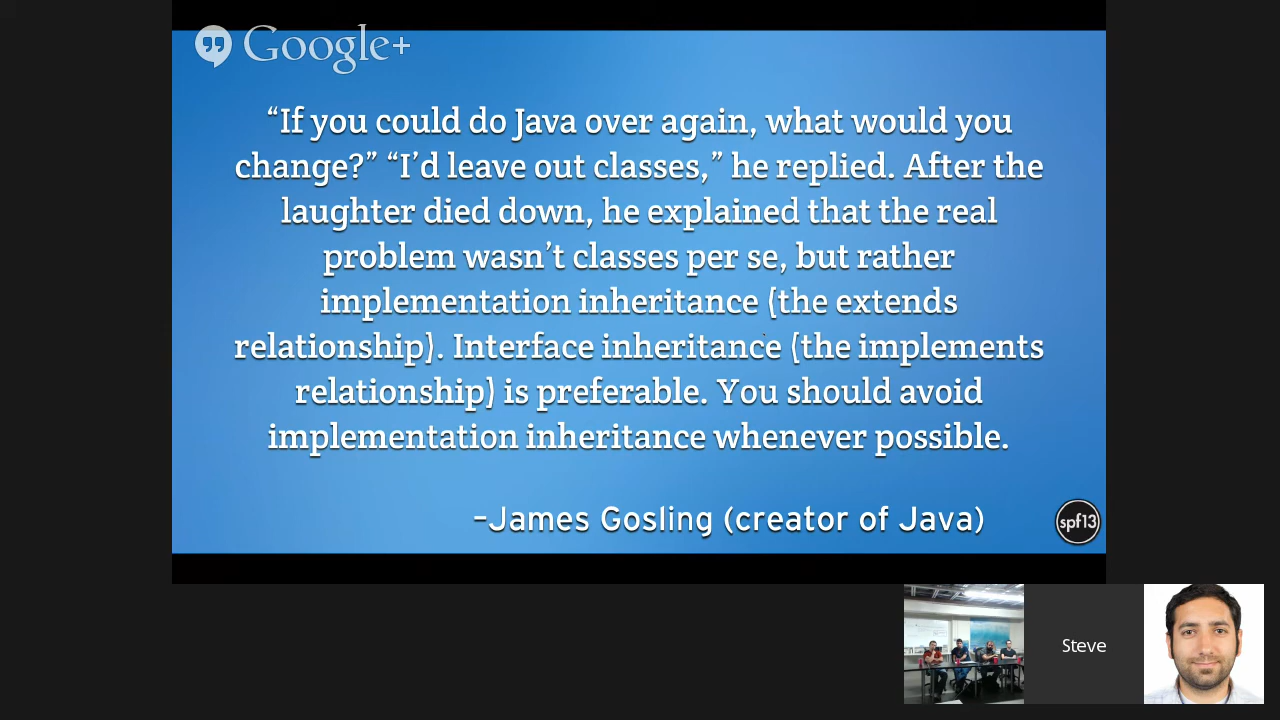 Google+
“If you could do Java over again, what would you
change?” “I’d leave out classes,” he replied. After the
laughter died down, he explained that the real
problem wasn’t classes per se, but rather
implementation inheritance (the extends
relationship). Interface inheritance (the implements
relationship) is preferable. You should avoid
implementation inheritance whenever possible.
–James Gosling (creator of Java)
spf13
Steve